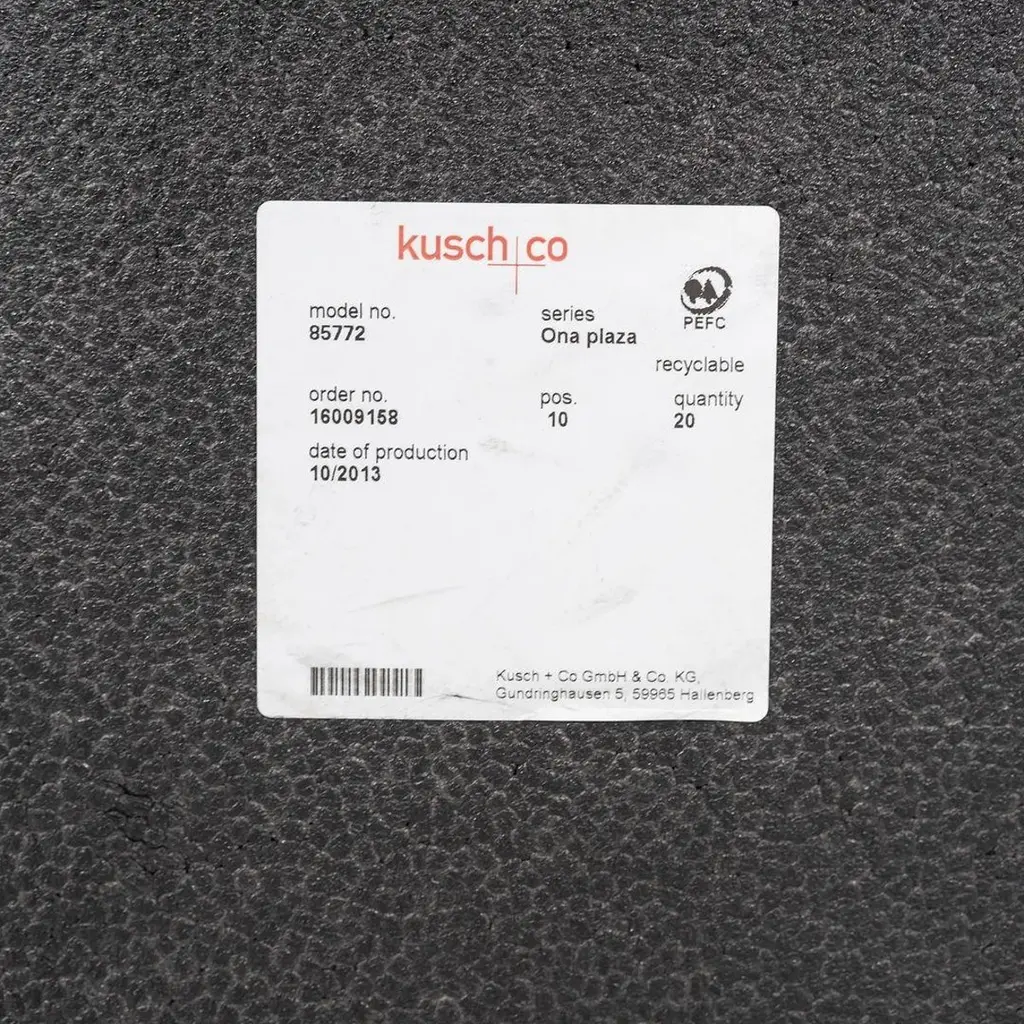 kusch+co
model no.
85772
series
Ona plaza
PEFC
recyclable
order no.
16009158
pos.
10
quantity
20
date of production
10/2013
Kusch + Co GmbH & Co. KG,
Gundringhausen 5, 59965 Hallenberg